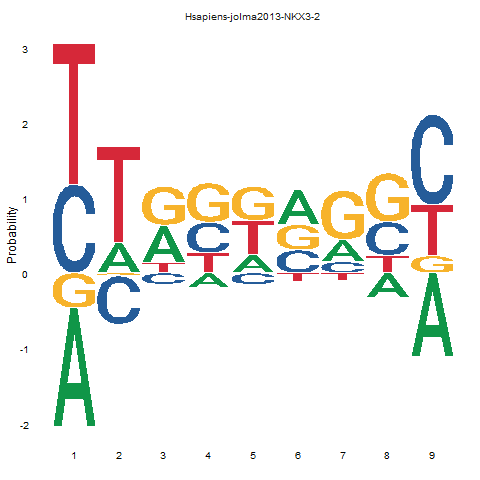 Hsapiens-jolma2013-NKX3-2
3
2
1
0
-1
-2
Probability
T C G A
T A G C
G A T C
G C T A
G T A C
A G C T
G A C T
G C T A
C T G A
1 2 3 4 5 6 7 8 9